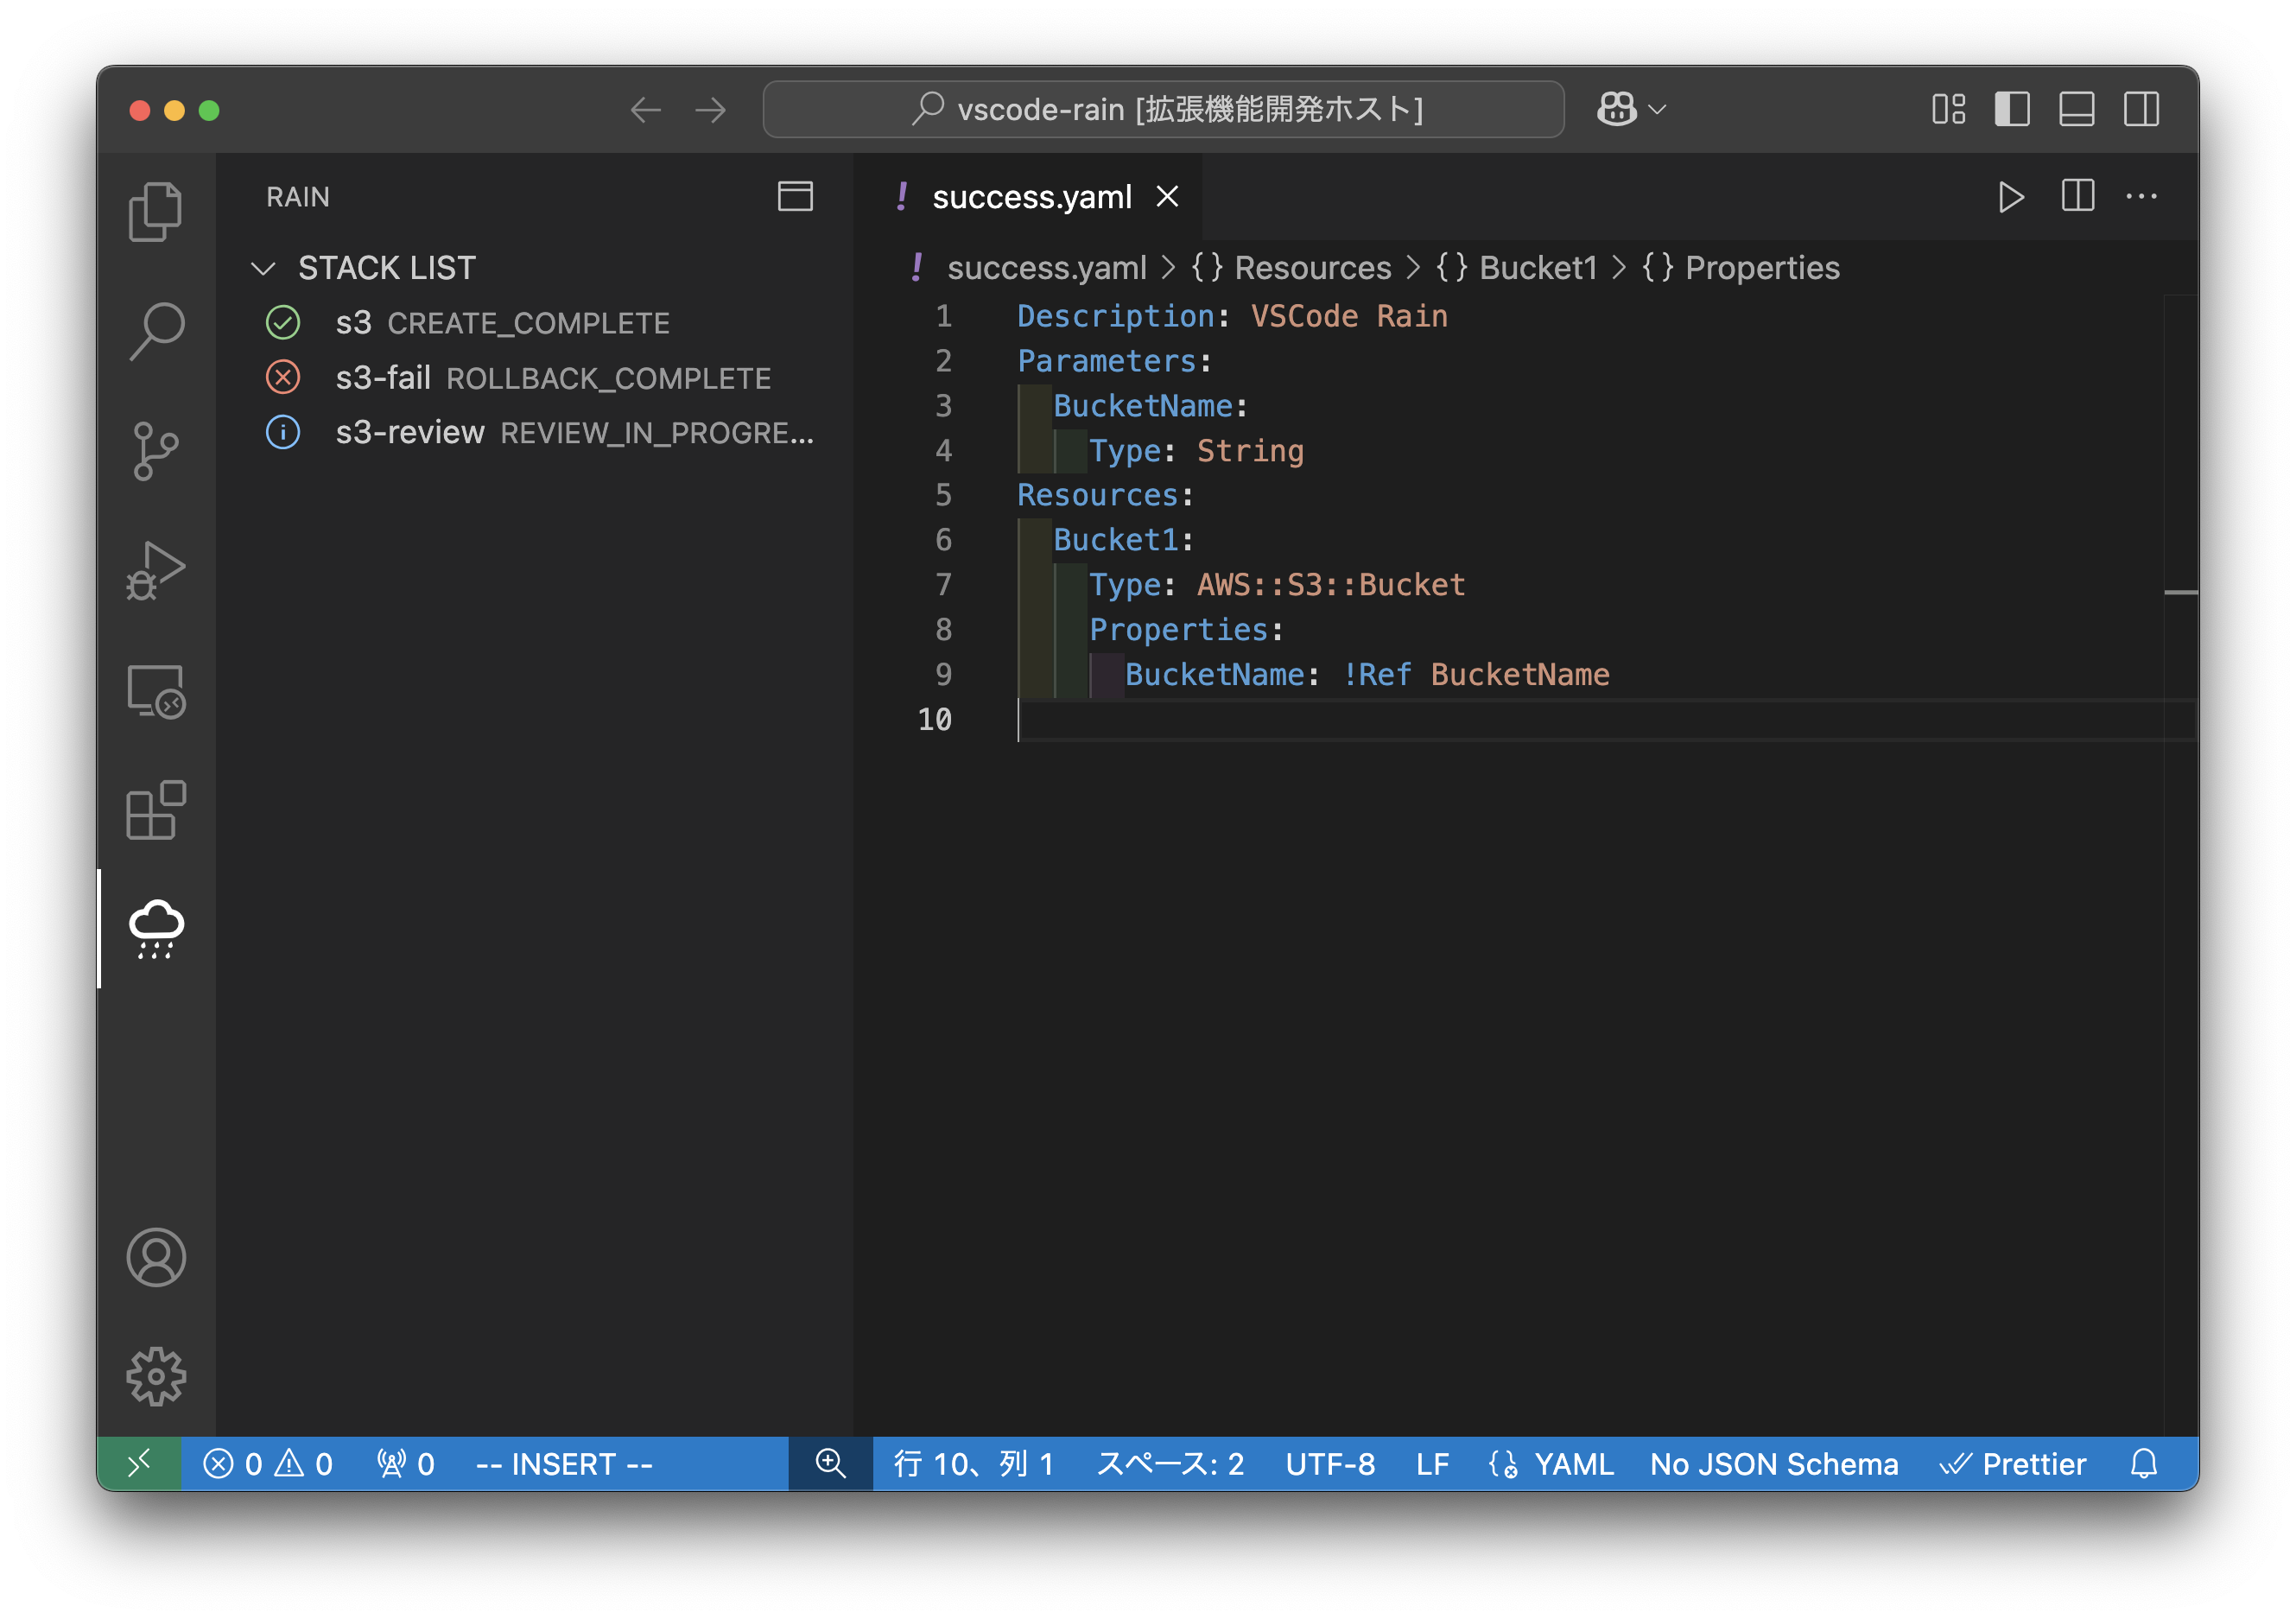 vscode-rain [拡張機能開発ホスト]
RAIN
STACK LIST
s3 CREATE_COMPLETE
s3-fail ROLLBACK_COMPLETE
s3-review REVIEW_IN_PROGRE...
! success.yaml
! success.yaml > {} Resources > {} Bucket1 > {} Properties
1 Description: VSCode Rain
2 Parameters:
3   BucketName:
4     Type: String
5 Resources:
6   Bucket1:
7     Type: AWS::S3::Bucket
8     Properties:
9       BucketName: !Ref BucketName
10
0 0 0 -- INSERT -- 行 10、列 1 スペース: 2 UTF-8 LF YAML No JSON Schema Prettier